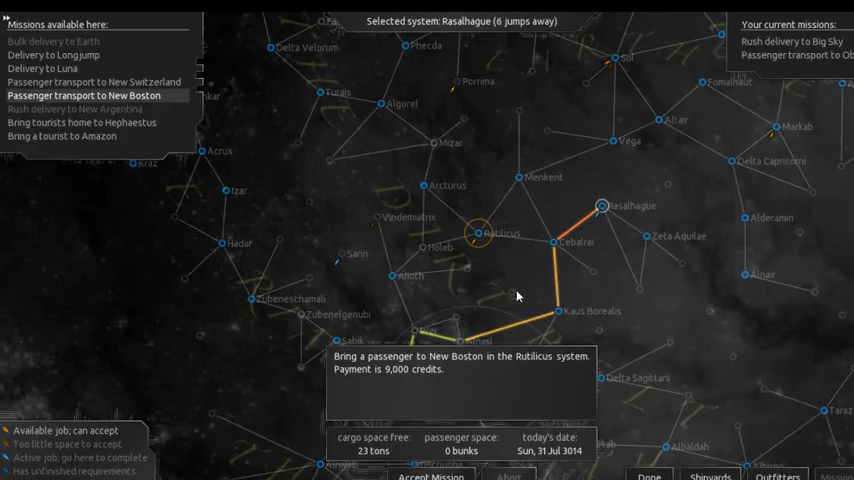 Missions available here:
Bulk delivery to Earth
Delivery to Longjump
Delivery to Luna
Passenger transport to New Switzerland
Passenger transport to New Boston
Rush delivery to New Argentina
Bring tourists home to Hephaestus
Bring a tourist to Amazon
Selected system: Rasalhague (6 jumps away)
Your current missions:
Rush delivery to Big Sky
Passenger transport to Ob
Delta Velorum
Phecda
Sol
Porrima
Fomalhaut
Turais
Algorel
Altair
Markab
Mizar
Vega
Acrux
Kraz
Delta Capricorni
Menkent
Arcturus
Izar
Rasalhague
Vindemiatrix
Alderamin
Rutilicus
Zeta Aquilae
Hadar
Holeb
Cebalrai
Sarin
Alioth
Alnair
Zubeneschamali
Zubenelgenubi
Kaus Borealis
Sabik
Alnasl
Bring a passenger to New Boston in the Rutilicus system.
Payment is 9,000 credits.
Delta Sagittarii
Taraz
Albaldah
cargo space free:
23 tons
passenger space:
0 bunks
today's date:
Sun, 31 Jul 3014
Available job; can accept
Too little space to accept
Active job; go here to complete
Has unfinished requirements
Accept Mission
Abort
Done
Shipyards
Outfitters
Missio